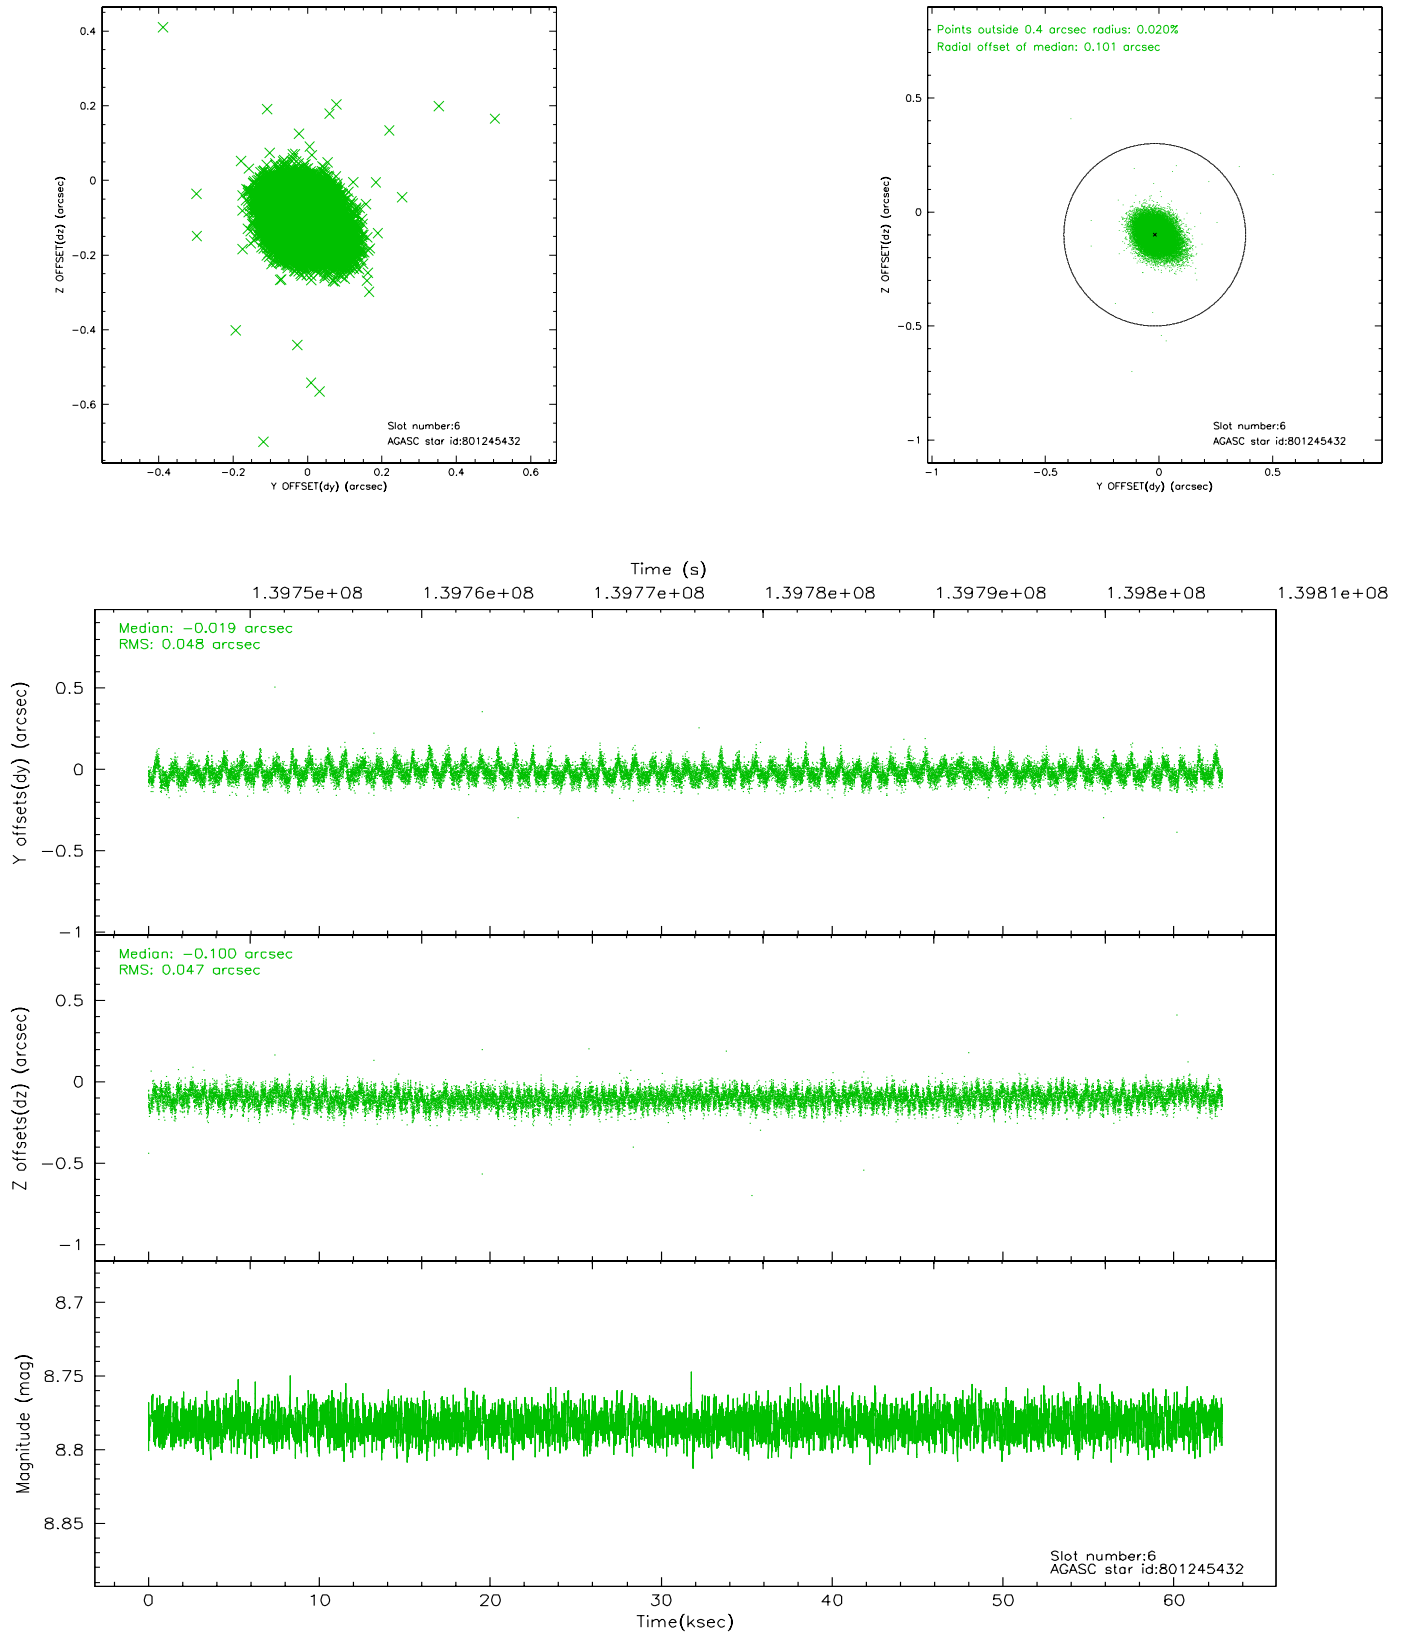 0.4
0.2
0
−0.2
−0.4
−0.6
Z OFFSET(dz) (arcsec)
Slot number:6
AGASC star id:801245432
−0.4 −0.2 0 0.2 0.4 0.6
Y OFFSET(dy) (arcsec)
Points outside 0.4 arcsec radius: 0.020%
Radial offset of median: 0.101 arcsec
0.5
0
−0.5
−1
Z OFFSET(dz) (arcsec)
Slot number:6
AGASC star id:801245432
−1 −0.5 0 0.5
Y OFFSET(dy) (arcsec)
Time (s)
1.3975e+08 1.3976e+08 1.3977e+08 1.3978e+08 1.3979e+08 1.398e+08 1.3981e+08
Median: −0.019 arcsec
RMS: 0.048 arcsec
0.5
0
−0.5
−1
Y offsets(dy) (arcsec)
Median: −0.100 arcsec
RMS: 0.047 arcsec
0.5
0
−0.5
−1
Z offsets(dz) (arcsec)
8.7
8.75
8.8
8.85
Magnitude (mag)
Slot number:6
AGASC star id:801245432
0 10 20 30 40 50 60
Time(ksec)